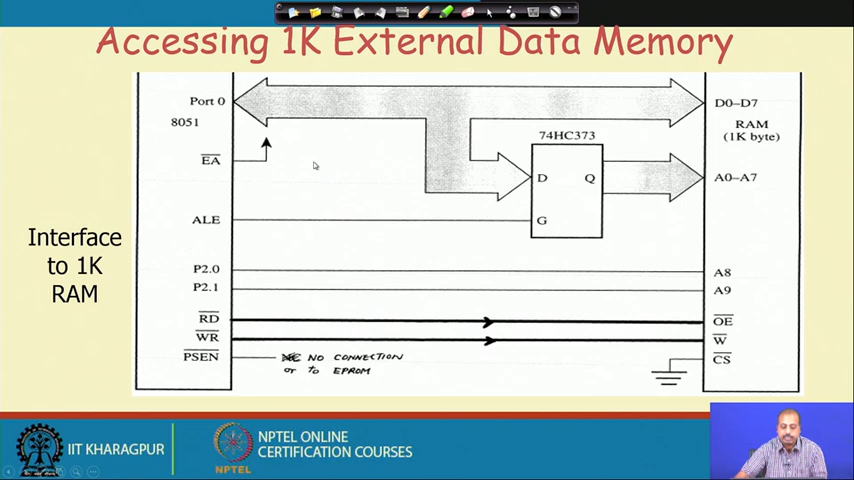 Accessing 1K External Data Memory
Port 0
8051
EA
ALE
P2.0
P2.1
RD
WR
PSEN
NC NO CONNECTION
or to EPROM
74HC373
D
Q
G
D0–D7
RAM
(1K byte)
A0–A7
A8
A9
OE
W
CS
Interface
to 1K
RAM
IIT KHARAGPUR
NPTEL
NPTEL ONLINE
CERTIFICATION COURSES